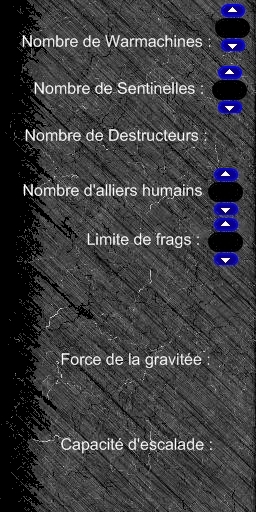 Nombre de Warmachines :
Nombre de Sentinelles :
Nombre de Destructeurs :
Nombre d'alliers humains
Limite de frags :
Force de la gravitée :
Capacité d'escalade :